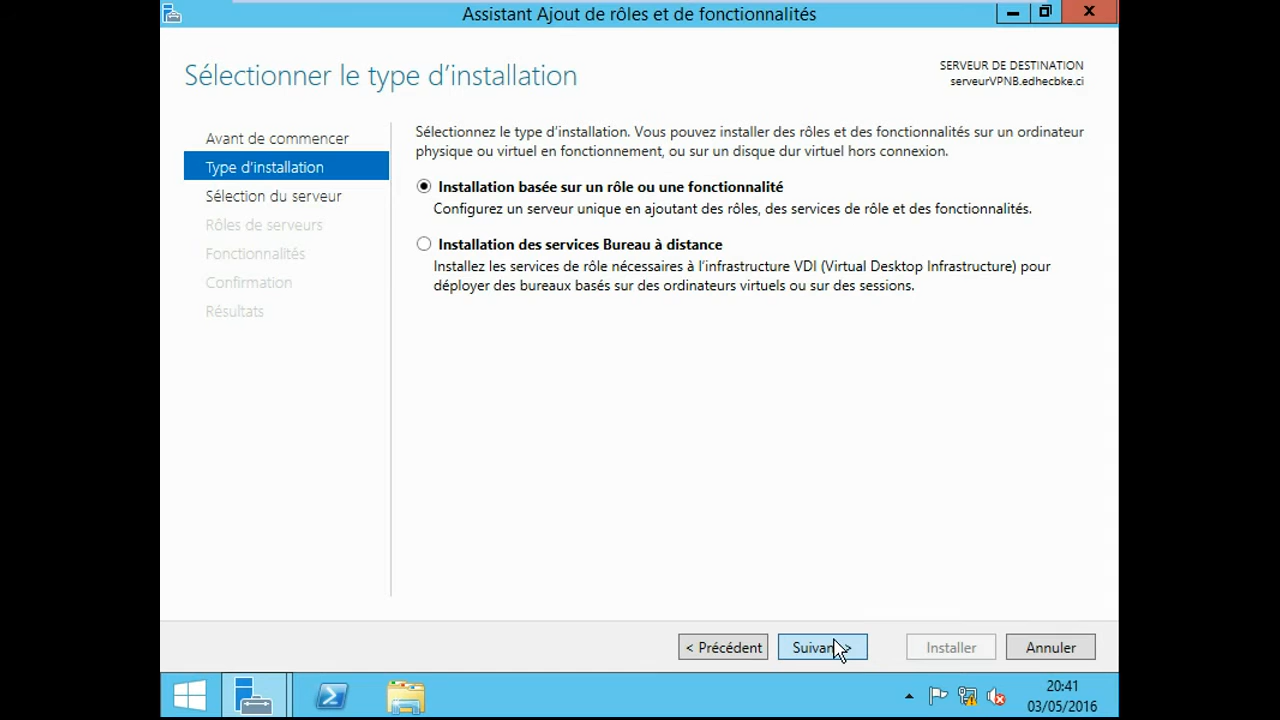 Assistant Ajout de rôles et de fonctionnalités
Sélectionner le type d'installation
SERVEUR DE DESTINATION
serveurVPNB.edhecbke.ci
Avant de commencer
Type d'installation
Sélection du serveur
Rôles de serveurs
Fonctionnalités
Confirmation
Résultats
Sélectionnez le type d'installation. Vous pouvez installer des rôles et des fonctionnalités sur un ordinateur
physique ou virtuel en fonctionnement, ou sur un disque dur virtuel hors connexion.
Installation basée sur un rôle ou une fonctionnalité
Configurez un serveur unique en ajoutant des rôles, des services de rôle et des fonctionnalités.
Installation des services Bureau à distance
Installez les services de rôle nécessaires à l'infrastructure VDI (Virtual Desktop Infrastructure) pour
déployer des bureaux basés sur des ordinateurs virtuels ou sur des sessions.
< Précédent
Suivant >
Installer
Annuler
20:41
03/05/2016